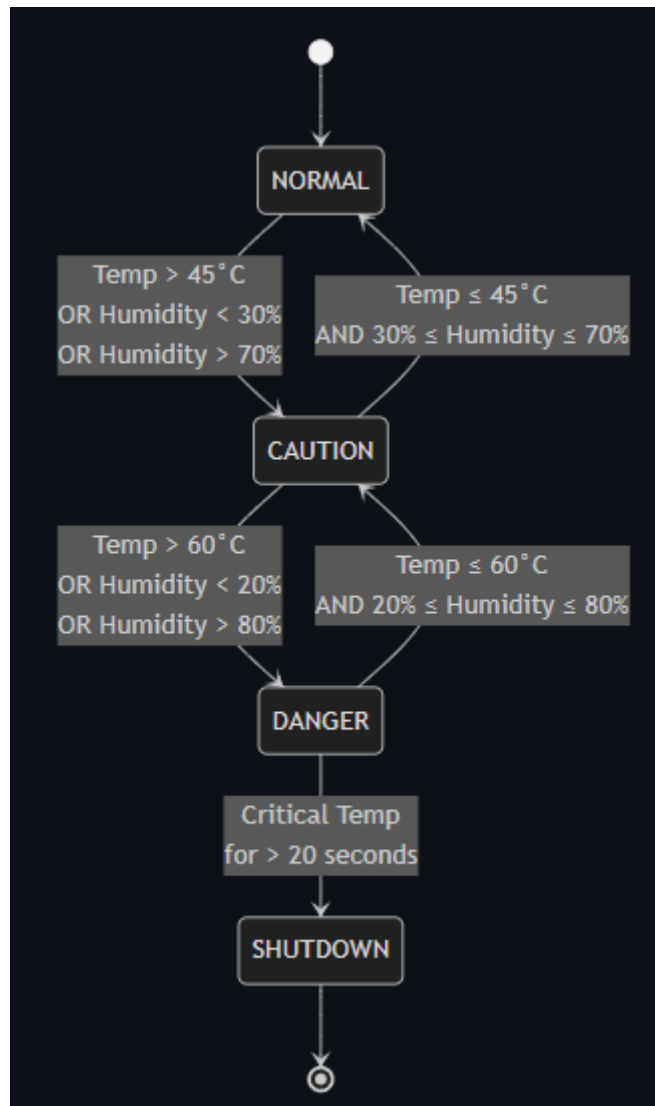 NORMAL
Temp > 45°C
OR Humidity < 30%
OR Humidity > 70%
Temp ≤ 45°C
AND 30% ≤ Humidity ≤ 70%
CAUTION
Temp > 60°C
OR Humidity < 20%
OR Humidity > 80%
Temp ≤ 60°C
AND 20% ≤ Humidity ≤ 80%
DANGER
Critical Temp
for > 20 seconds
SHUTDOWN